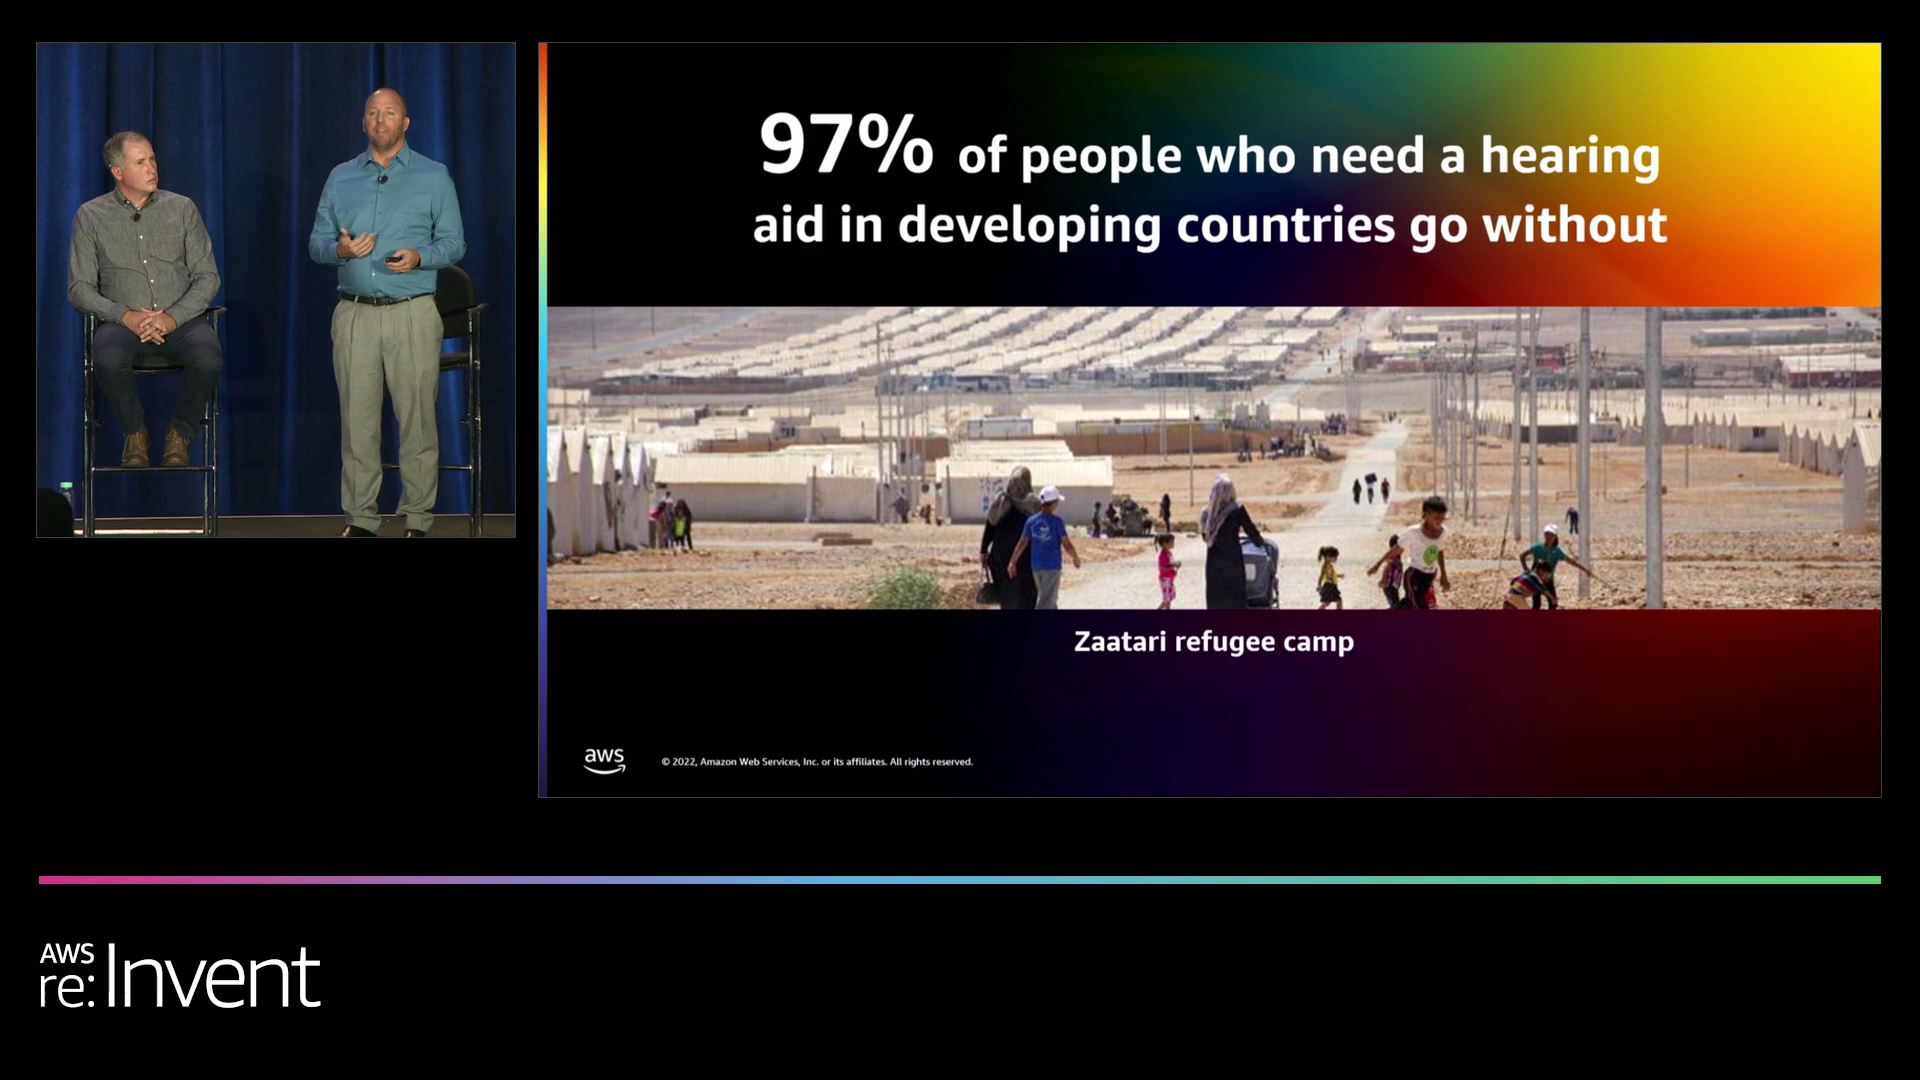 97% of people who need a hearing
aid in developing countries go without
Zaatari refugee camp
aws
© 2022, Amazon Web Services, Inc. or its affiliates. All rights reserved.
AWS
re:Invent